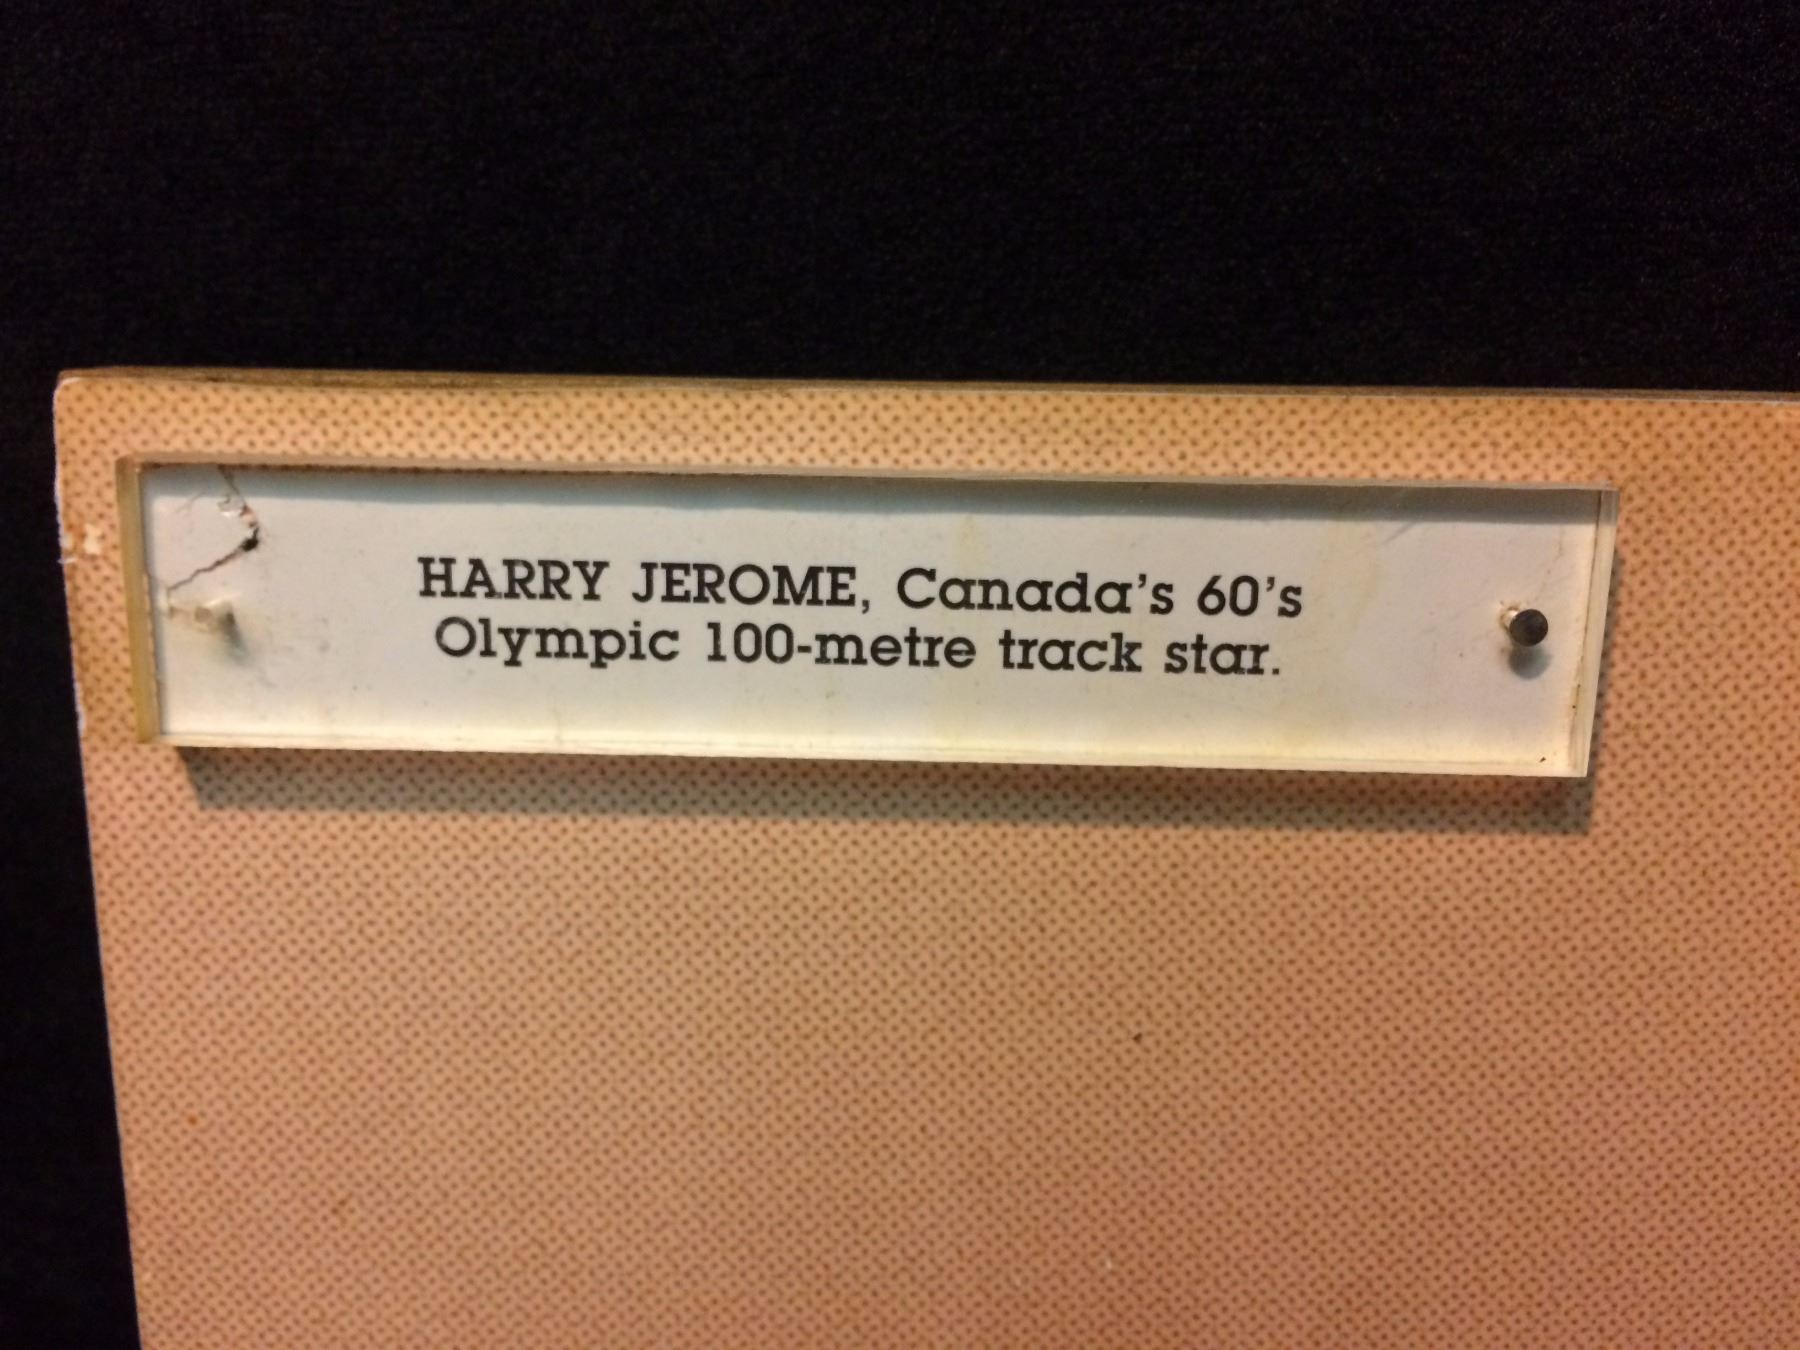 HARRY JEROME, Canada's 60's
Olympic 100-metre track star.